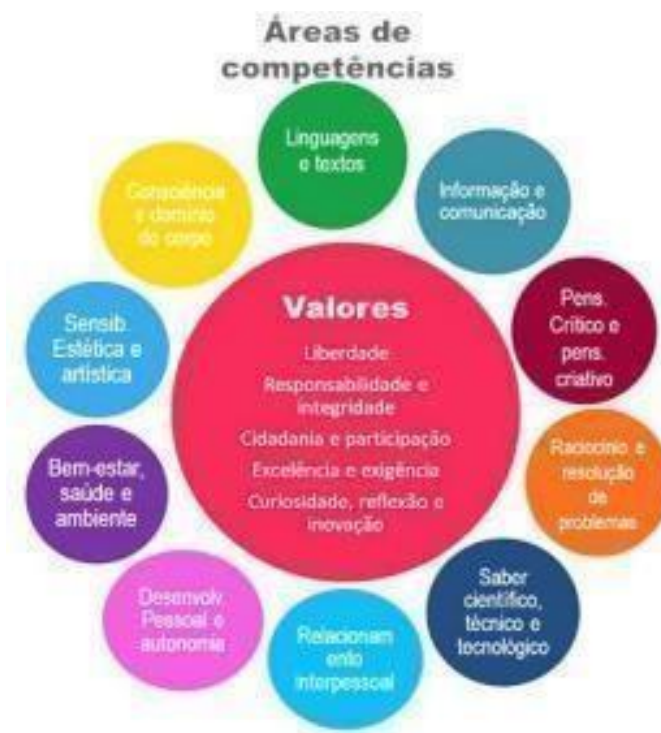 Áreas de
competências
Linguagens
e textos
Informação e
comunicação
Pens.
Crítico e
pens.
criativo
Raciocínio e
resolução
de
problemas
Saber
científico,
técnico e
tecnológico
Relacionam
ento
interpessoal
Desenvolv.
Pessoal e
autonomia
Bem-estar,
saúde e
ambiente
Sensib.
Estética e
artística
Consciência
e domínio
do corpo
Valores
Liberdade
Responsabilidade e
integridade
Cidadania e participação
Excelência e exigência
Curiosidade, reflexão e
inovação